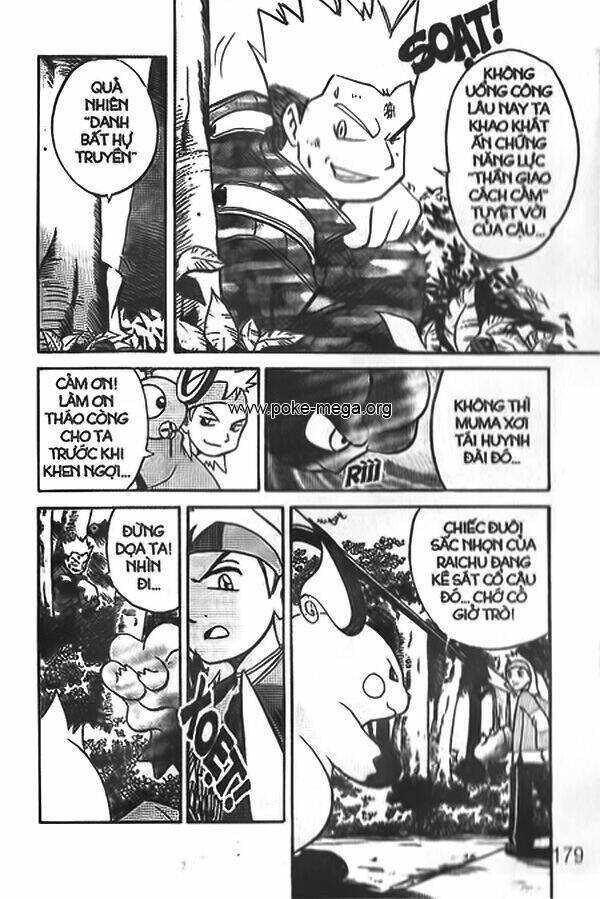 QUẢ
NHIÊN
"DANH
BẤT HƯ
TRUYỀN"
SOẠT!
KHÔNG
UỔNG CÔNG
LÂU NAY TA
KHAO KHÁT
ẤN CHỨNG
NĂNG LỰC
"THẦN GIAO
CÁCH CẢM"
TUYỆT VỜI
CỦA CẬU...
CẢM ƠN!
LÀM ƠN
THÁO CÒNG
CHO TA
TRƯỚC KHI
KHEN NGỢI...
www.poke-mega.org
RÌÌÌ
KHÔNG THÌ
MUMA XƠI
TÁI HUYNH
ĐÀI ĐÓ...
ĐỪNG
DỌA TA!
NHÌN
ĐI...
XOẸT!
CHIẾC ĐUÔI
SẮC NHỌN CỦA
RAICHU ĐANG
KỀ SÁT CỔ CẬU
ĐÓ... CHỚ CÓ
GIỞ TRÒ!
179